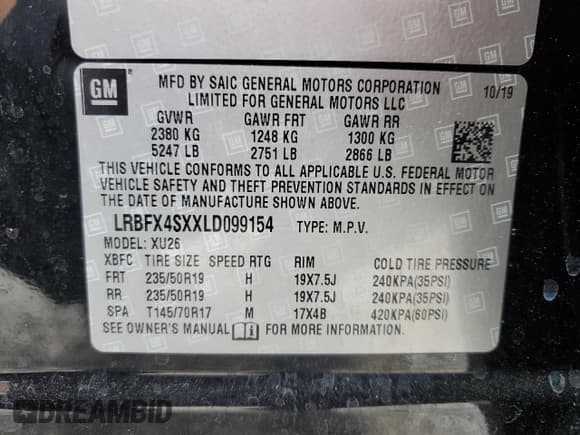 GM
MFD BY SAIC GENERAL MOTORS CORPORATION
LIMITED FOR GENERAL MOTORS LLC
10/19
GVWR GAWR FRT GAWR RR
2380 KG 1248 KG 1300 KG
5247 LB 2751 LB 2866 LB
THIS VEHICLE CONFORMS TO ALL APPLICABLE U.S. FEDERAL MOTOR
VEHICLE SAFETY AND THEFT PREVENTION STANDARDS IN EFFECT ON
THE DATE OF MANUFACTURE SHOWN ABOVE.
LRBFX4SXXLD099154 TYPE: M.P.V.
MODEL: XU26
XBFC TIRE SIZE SPEED RTG RIM COLD TIRE PRESSURE
FRT 235/50R19 H 19X7.5J 240KPA(35PSI)
RR 235/50R19 H 19X7.5J 240KPA(35PSI)
SPA T145/70R17 M 17X4B 420KPA(60PSI)
SEE OWNER'S MANUAL FOR MORE INFORMATION.
DREAMBID